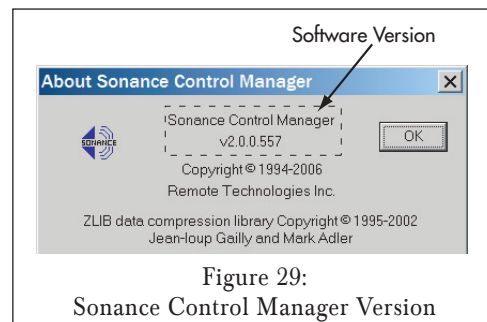 Software Version
About Sonance Control Manager
Sonance Control Manager
v2.0.0.557
SONANCE
OK
Copyright © 1994-2006
Remote Technologies Inc.
ZLIB data compression library Copyright © 1995-2002
Jean-loup Gailly and Mark Adler
Figure 29:
Sonance Control Manager Version